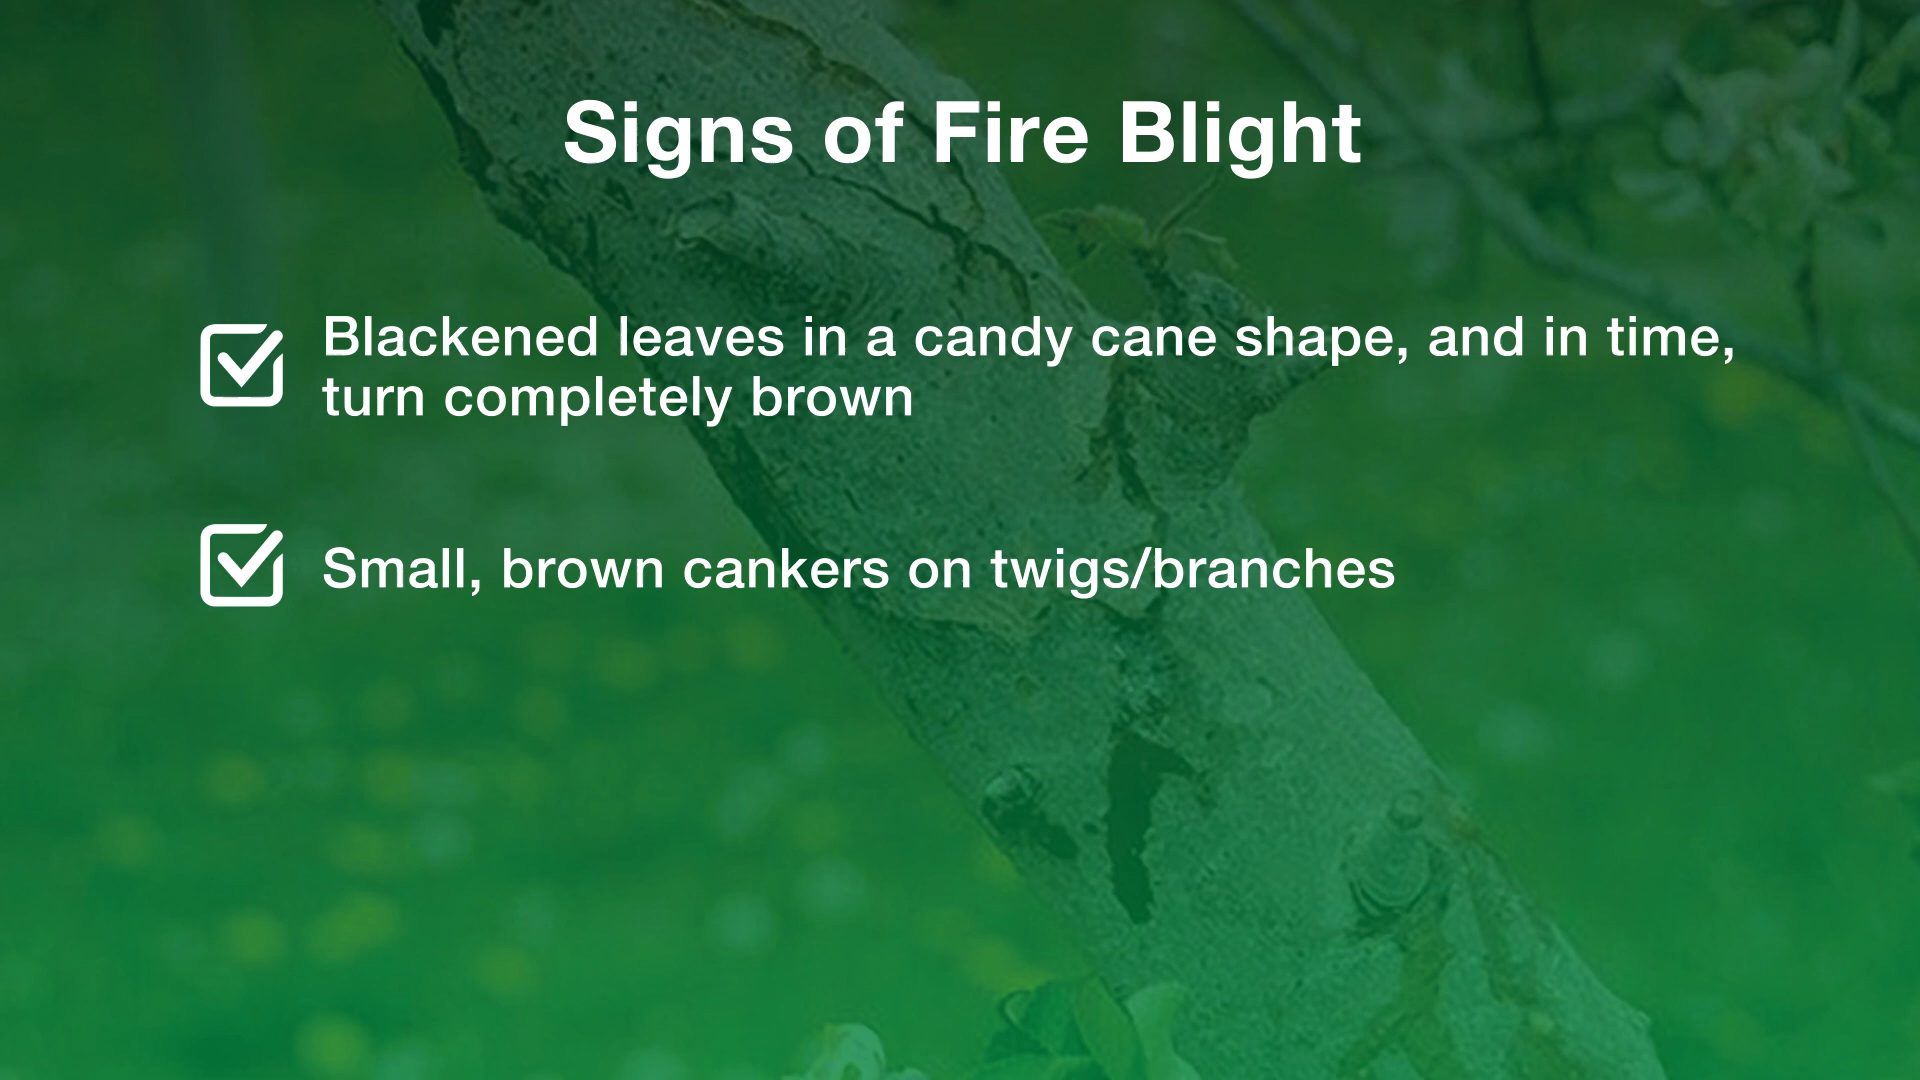 Signs of Fire Blight
Blackened leaves in a candy cane shape, and in time,
turn completely brown
Small, brown cankers on twigs/branches